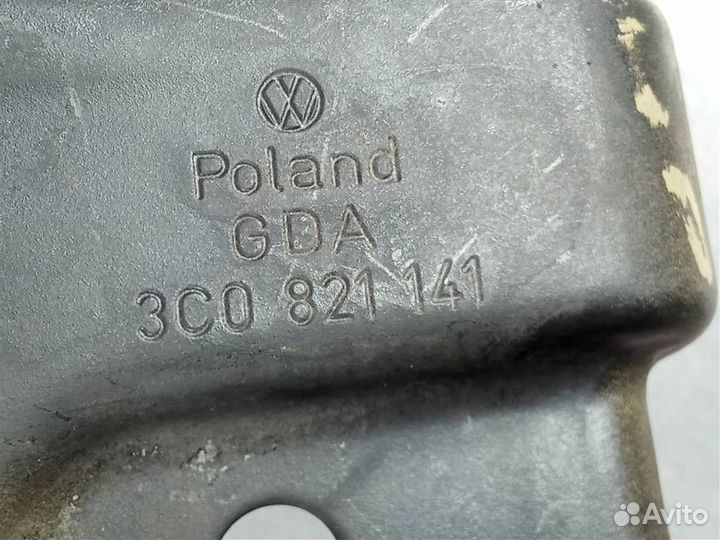 Poland
GDA
3C0 821 141
Avito